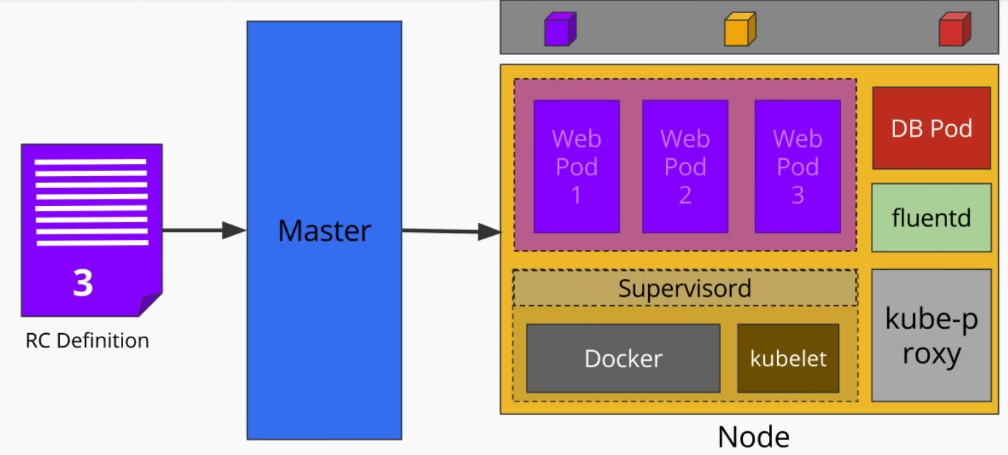 3
RC Definition
Master
Web
Pod
1
Web
Pod
2
Web
Pod
3
DB Pod
fluentd
Supervisord
Docker
kubelet
kube-p
roxy
Node